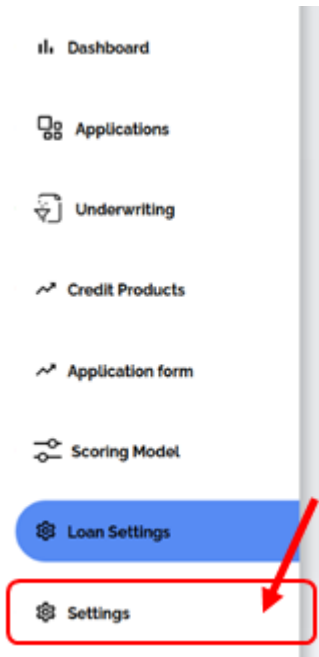 Dashboard
Applications
Underwriting
Credit Products
Application form
Scoring Model
Loan Settings
Settings